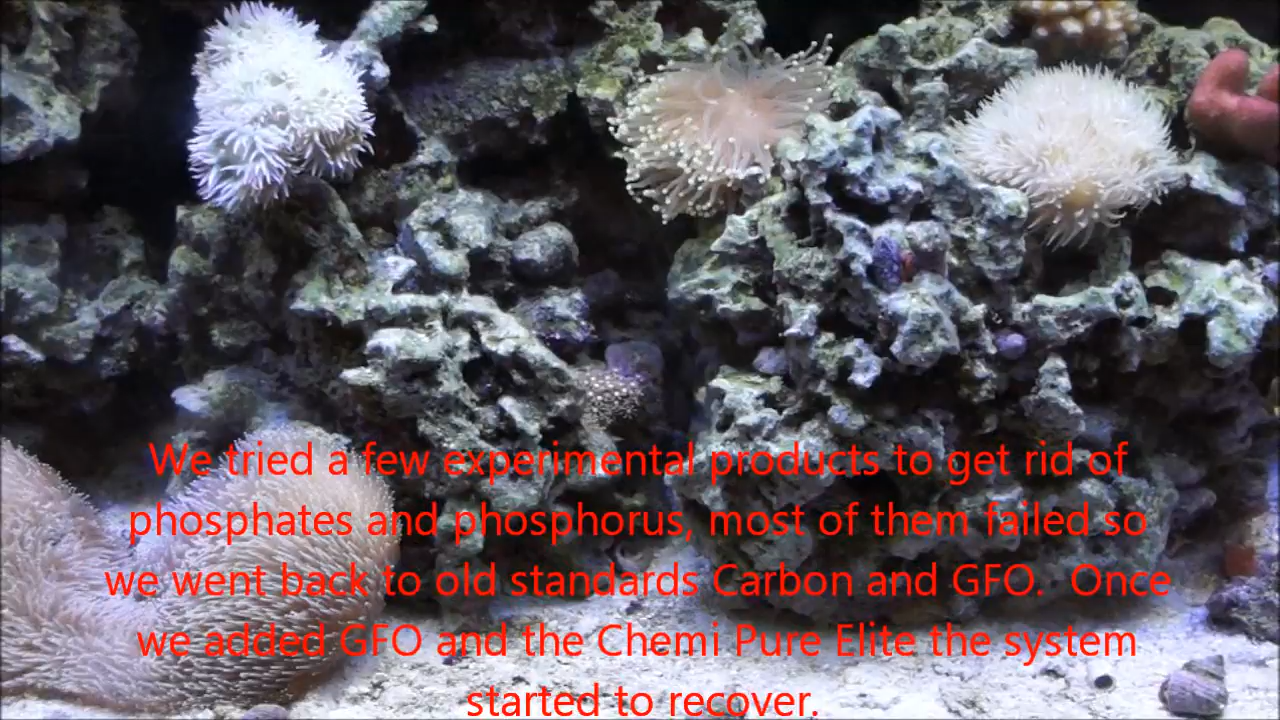 We tried a few experimental products to get rid of
phosphates and phosphorus, most of them failed so
we went back to old standards Carbon and GFO.  Once
we added GFO and the Chemi Pure Elite the system
started to recover.